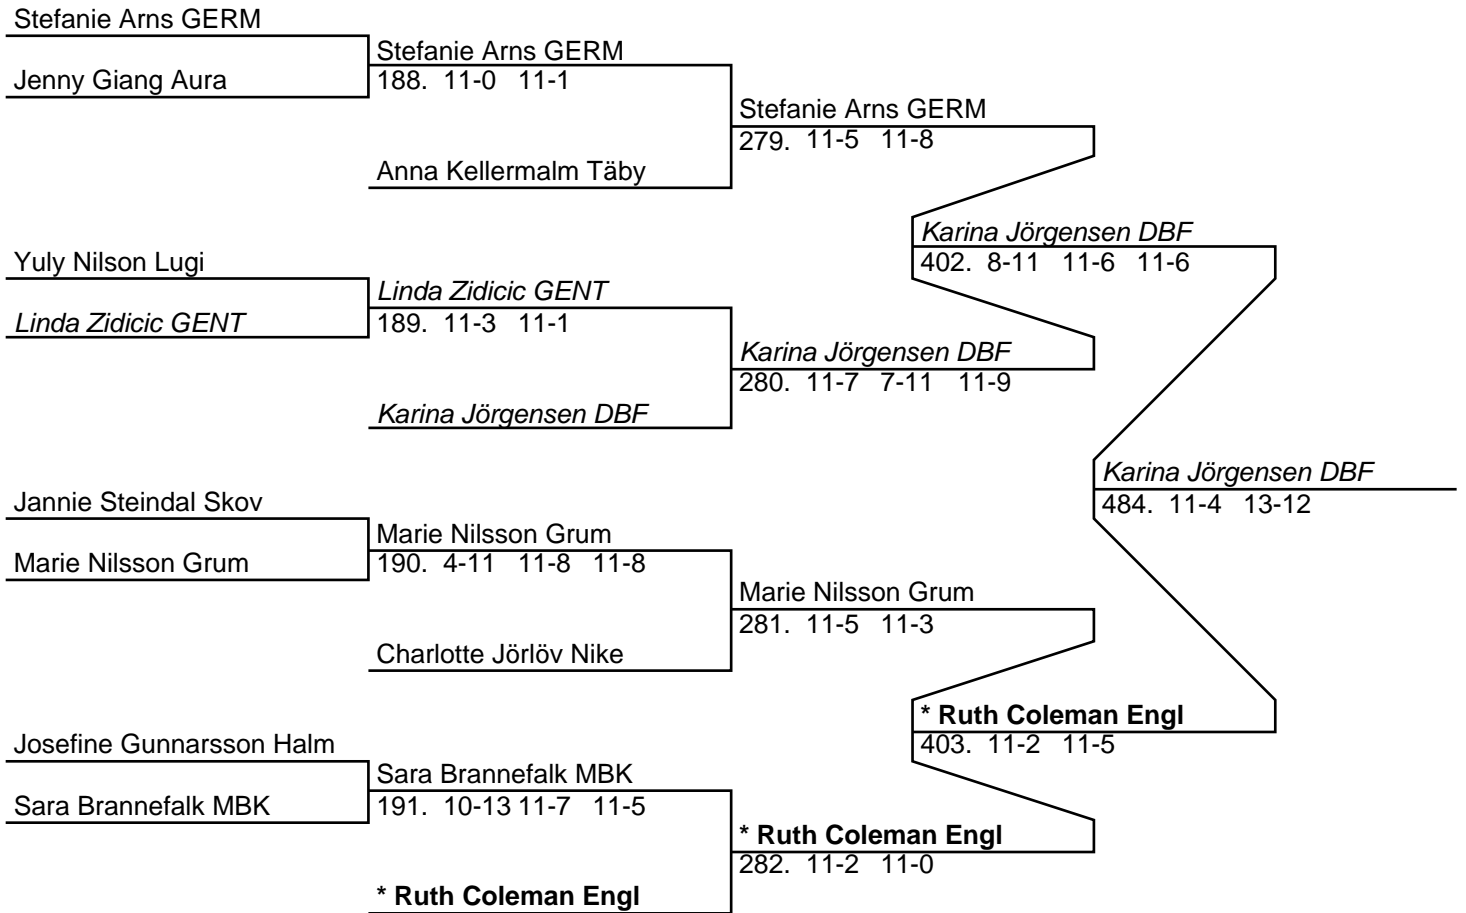 Stefanie Arns GERM
Stefanie Arns GERM
Jenny Giang Aura
188. 11-0 11-1
Stefanie Arns GERM
279. 11-5 11-8
Anna Kellermalm Täby
Karina Jörgensen DBF
402. 8-11 11-6 11-6
Yuly Nilson Lugi
Linda Zidicic GENT
Linda Zidicic GENT
189. 11-3 11-1
Karina Jörgensen DBF
280. 11-7 7-11 11-9
Karina Jörgensen DBF
Karina Jörgensen DBF
484. 11-4 13-12
Jannie Steindal Skov
Marie Nilsson Grum
Marie Nilsson Grum
190. 4-11 11-8 11-8
Marie Nilsson Grum
281. 11-5 11-3
Charlotte Jörlöv Nike
* Ruth Coleman Engl
403. 11-2 11-5
Josefine Gunnarsson Halm
Sara Brannefalk MBK
Sara Brannefalk MBK
191. 10-13 11-7 11-5
* Ruth Coleman Engl
282. 11-2 11-0
* Ruth Coleman Engl